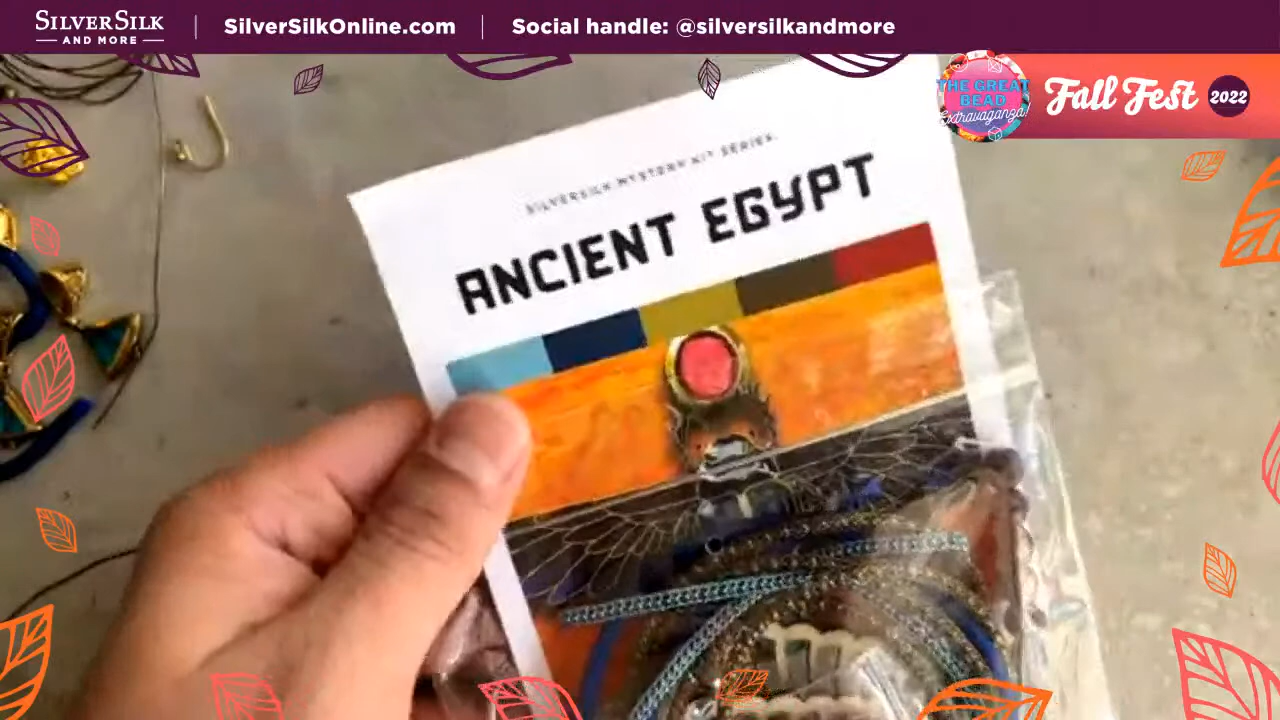 SILVERSILK
AND MORE
SilverSilkOnline.com
Social handle: @silversilkandmore
THE GREAT
BEAD
Extravaganza!
Fall Fest 2022
SILVERSILK MYSTERY KIT SERIES:
ANCIENT EGYPT